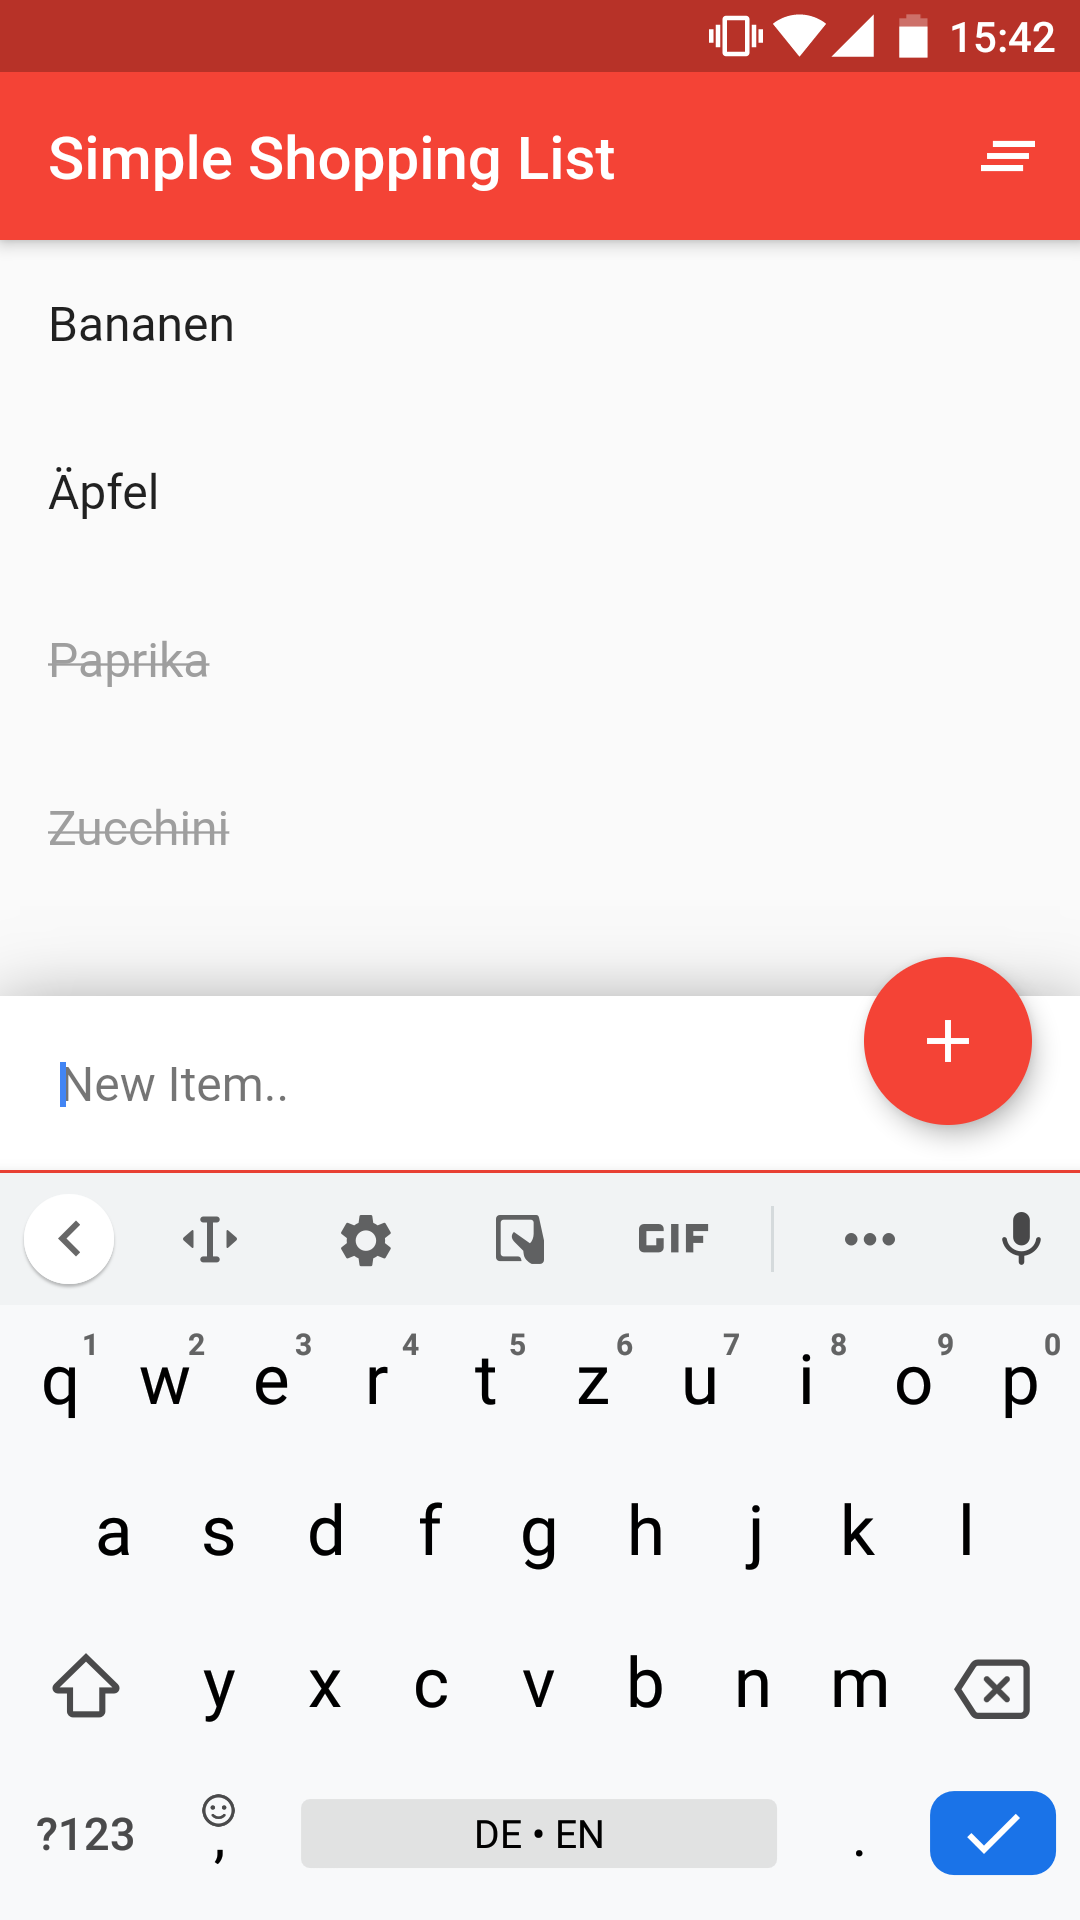 15:42
Simple Shopping List
Bananen
Äpfel
Paprika
Zucchini
New Item..
GIF
1 2 3 4 5 6 7 8 9 0
q w e r t z u i o p
a s d f g h j k l
y x c v b n m
?123 , DE • EN .